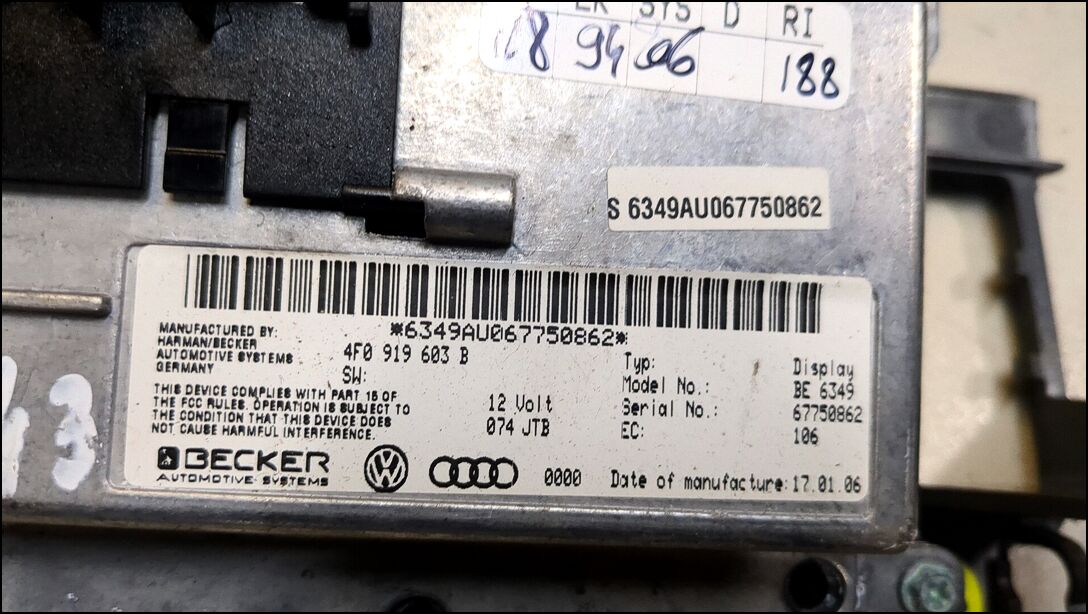 SYS D RI
94 06 188
S 6349AU067750862
*6349AU067750862*
MANUFACTURED BY:
HARMAN/BECKER
AUTOMOTIVE SYSTEMS
GERMANY
4F0 919 603 B
SW:
THIS DEVICE COMPLIES WITH PART 15 OF
THE FCC RULES. OPERATION IS SUBJECT TO
THE CONDITION THAT THIS DEVICE DOES
NOT CAUSE HARMFUL INTERFERENCE.
12 Volt
074 JTB
Typ: Display
Model No.: BE 6349
Serial No.: 67750862
EC: 106
BECKER
AUTOMOTIVE SYSTEMS
0000 Date of manufacture: 17.01.06
3